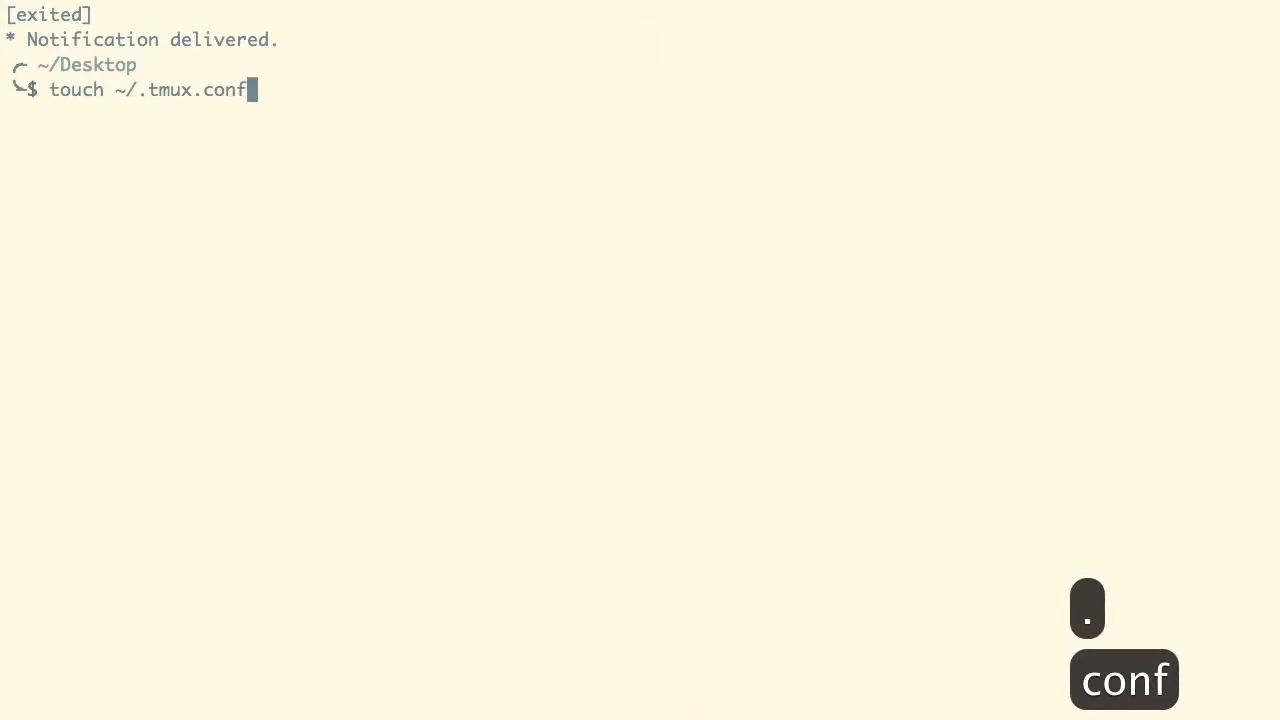 [exited]
* Notification delivered.
╭─ ~/Desktop
╰─$ touch ~/.tmux.conf
.
conf